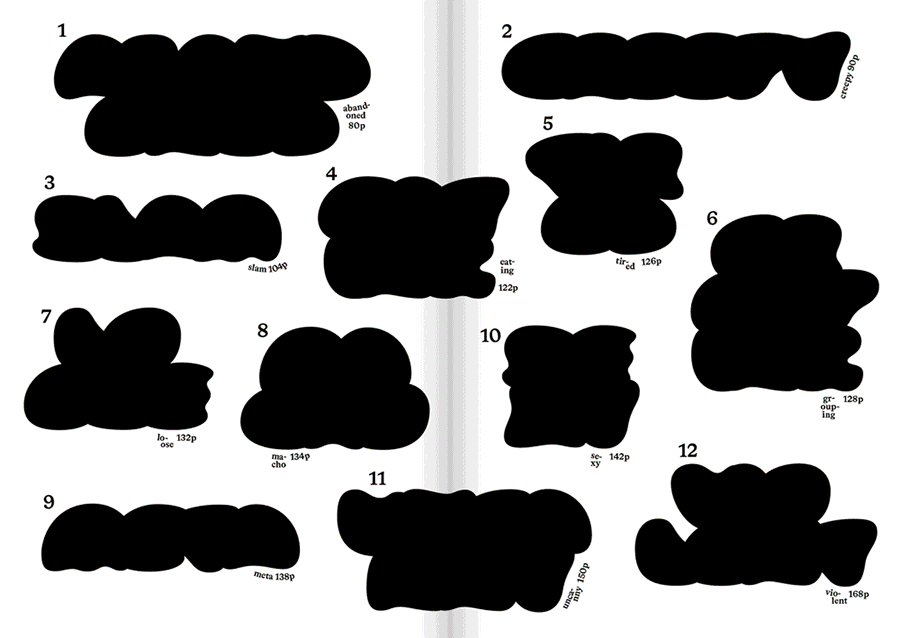 1
aband-
oned
80p
2
creepy 90p
3
slam 104p
4
cat-
ing
122p
5
tir-
ed 126p
6
gr- 128p
oup-
ing
7
lo- 132p
ose
8
ma- 134p
cho
9
meta 138p
10
se- 142p
xy
11
unca- 150p
nny
12
vio- 168p
lent